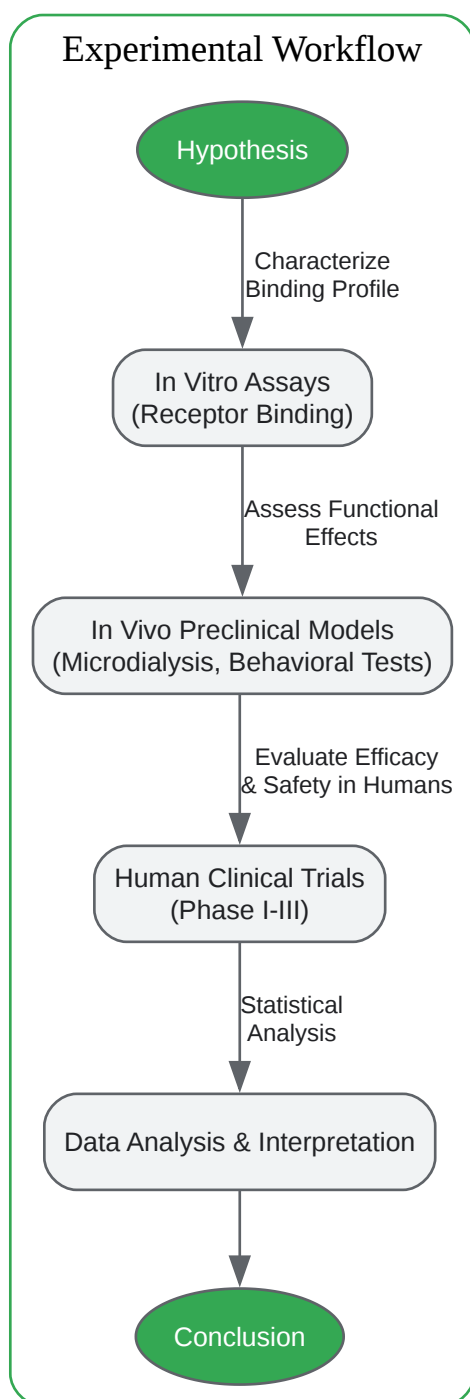 Experimental Workflow
Hypothesis
Characterize
Binding Profile
In Vitro Assays
(Receptor Binding)
Assess Functional
Effects
In Vivo Preclinical Models
(Microdialysis, Behavioral Tests)
Evaluate Efficacy
& Safety in Humans
Human Clinical Trials
(Phase I-III)
Statistical
Analysis
Data Analysis & Interpretation
Conclusion